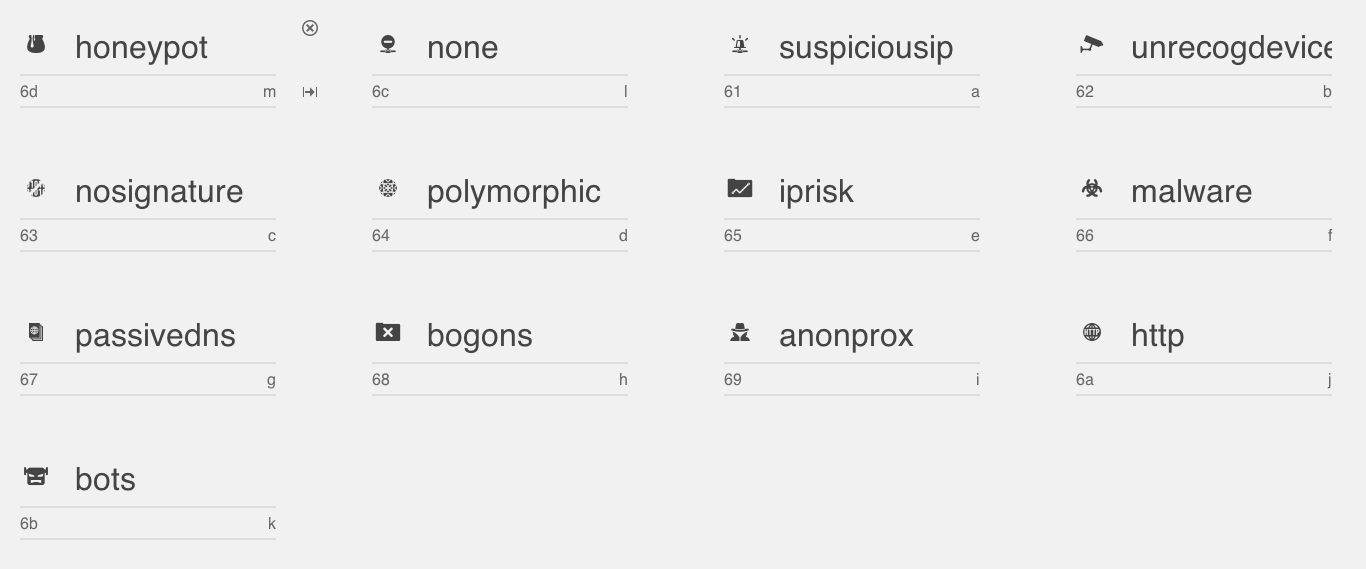 honeypot none suspiciousip unrecogdevice
6d m 6c l 61 a 62 b
nosignature polymorphic iprisk malware
63 c 64 d 65 e 66 f
passivedns bogons anonprox http
67 g 68 h 69 i 6a j
bots
6b k